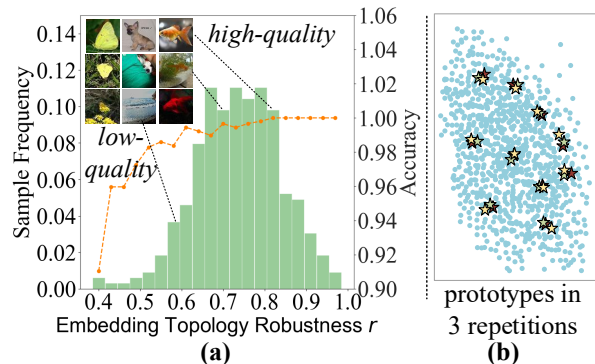 high-quality
low-
quality
Sample Frequency
0.14
0.12
0.10
0.08
0.06
0.04
0.02
0.00
1.06
1.04
1.02
1.00
0.98
0.96
0.94
0.92
0.90
Accuracy
0.4 0.5 0.6 0.7 0.8 0.9 1.0
Embedding Topology Robustness r
(a)
prototypes in
3 repetitions
(b)